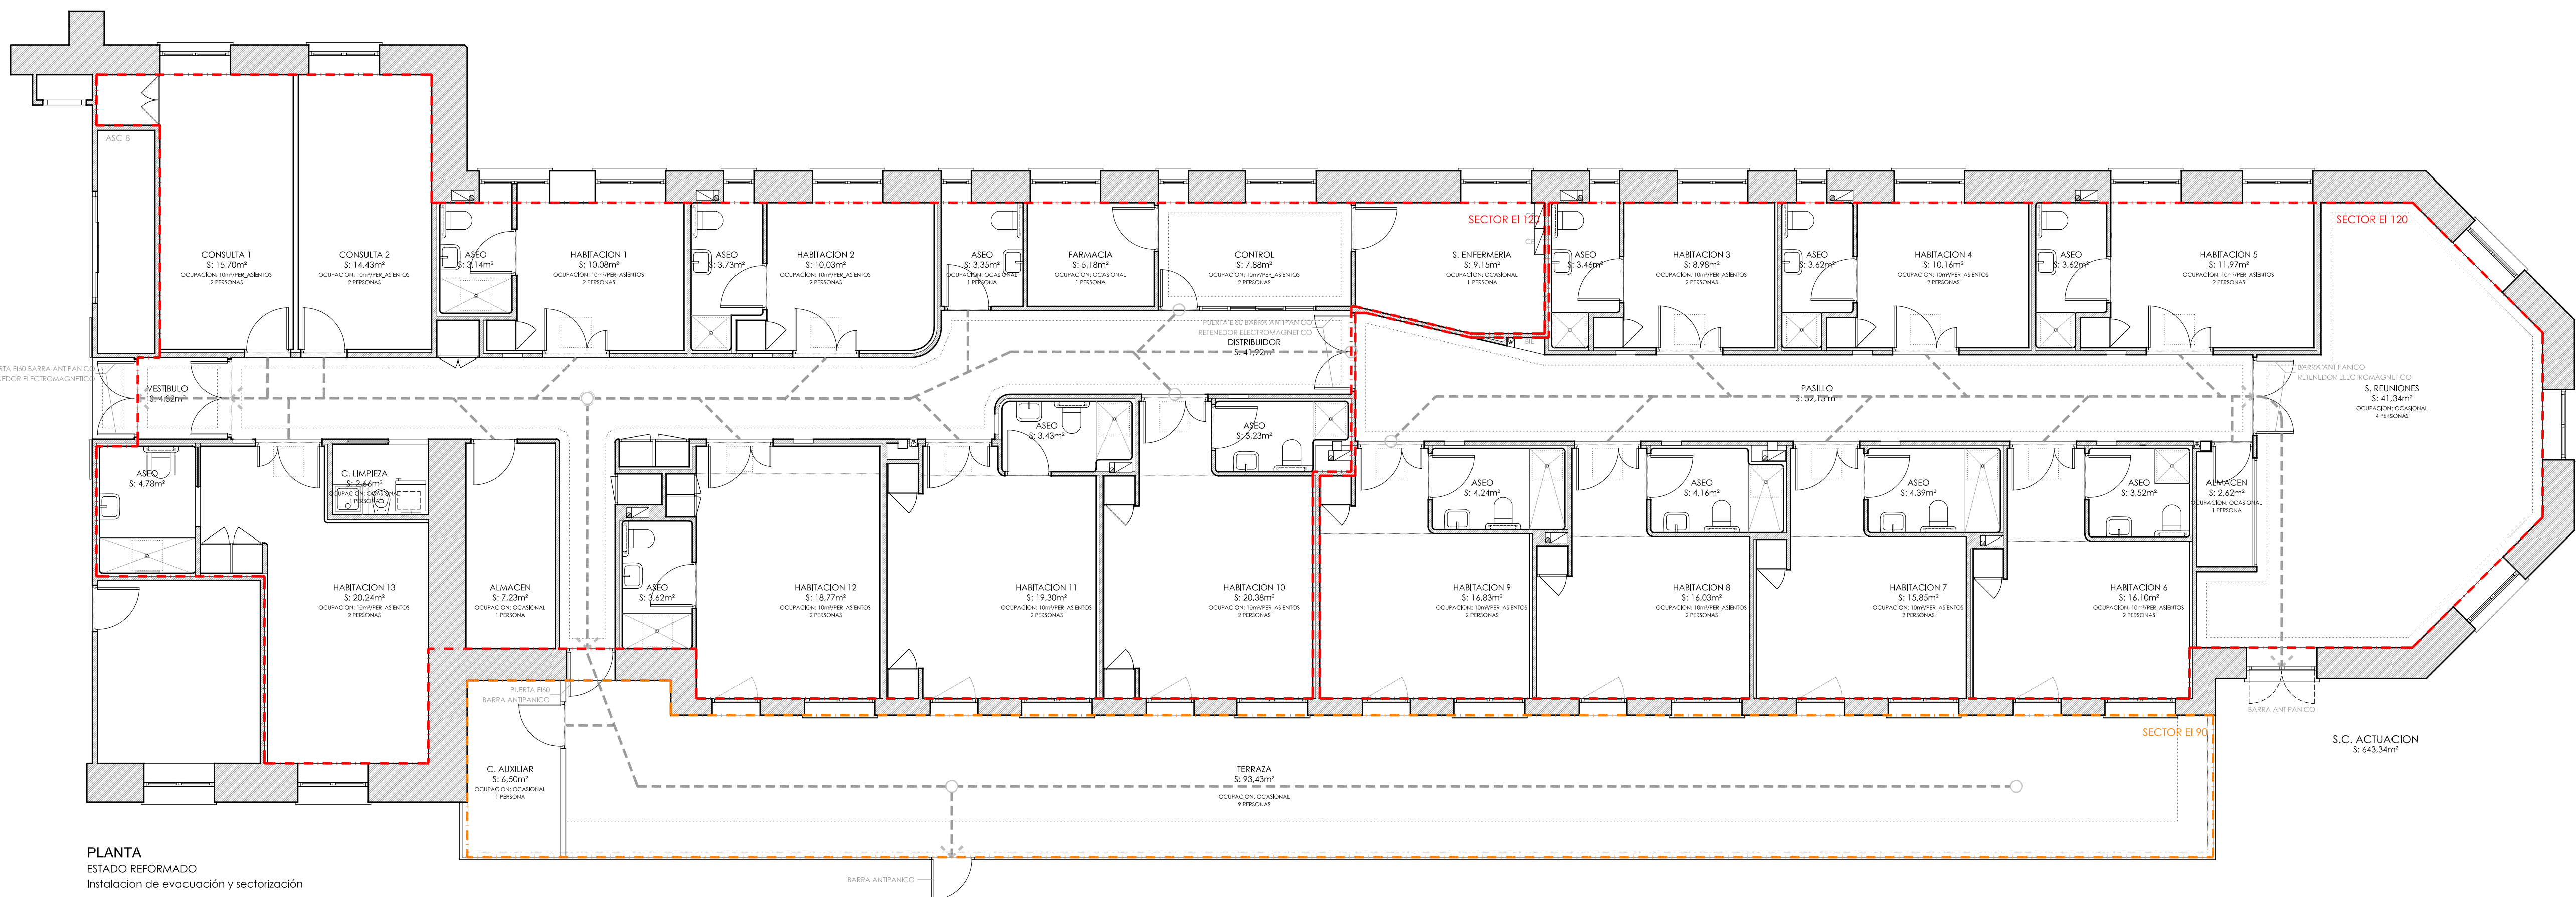 ASC-8
CONSULTA 1
S: 15,70m²
OCUPACION: 10m²/PER_ASIENTOS
2 PERSONAS
CONSULTA 2
S: 14,43m²
OCUPACION: 10m²/PER_ASIENTOS
2 PERSONAS
ASEO
S: 3,14m²
HABITACION 1
S: 10,08m²
OCUPACION: 10m²/PER_ASIENTOS
2 PERSONAS
ASEO
S: 3,73m²
HABITACION 2
S: 10,03m²
OCUPACION: 10m²/PER_ASIENTOS
2 PERSONAS
ASEO
S: 3,35m²
OCUPACION: OCASIONAL
1 PERSONA
FARMACIA
S: 5,18m²
OCUPACION: OCASIONAL
1 PERSONA
CONTROL
S: 7,88m²
OCUPACION: 10m²/PER_ASIENTOS
2 PERSONAS
SECTOR EI 120
S. ENFERMERIA
S: 9,15m²
OCUPACION: OCASIONAL
1 PERSONA
ASEO
S: 3,46m²
HABITACION 3
S: 8,98m²
OCUPACION: 10m²/PER_ASIENTOS
2 PERSONAS
ASEO
S: 3,62m²
HABITACION 4
S: 10,16m²
OCUPACION: 10m²/PER_ASIENTOS
2 PERSONAS
ASEO
S: 3,62m²
HABITACION 5
S: 11,97m²
OCUPACION: 10m²/PER_ASIENTOS
2 PERSONAS
SECTOR EI 120
PUERTA EI60 BARRA ANTIPANICO
RETENEDOR ELECTROMAGNETICO
DISTRIBUIDOR
S: 41,92m²
BIE
RTA EI60 BARRA ANTIPANICO
NEDOR ELECTROMAGNETICO
VESTIBULO
S: 4,82m²
PASILLO
S: 32,13m²
BARRA ANTIPANICO
RETENEDOR ELECTROMAGNETICO
S. REUNIONES
S: 41,34m²
OCUPACION: OCASIONAL
4 PERSONAS
ASEO
S: 4,78m²
C. LIMPIEZA
S: 2,66m²
OCUPACION: OCASIONAL
1 PERSONA
ASEO
S: 3,43m²
ASEO
S: 3,23m²
ASEO
S: 4,24m²
ASEO
S: 4,16m²
ASEO
S: 4,39m²
ASEO
S: 3,52m²
ALMACEN
S: 2,62m²
OCUPACION: OCASIONAL
1 PERSONA
HABITACION 13
S: 20,24m²
OCUPACION: 10m²/PER_ASIENTOS
2 PERSONAS
ALMACEN
S: 7,23m²
OCUPACION: OCASIONAL
1 PERSONA
ASEO
S: 3,62m²
HABITACION 12
S: 18,77m²
OCUPACION: 10m²/PER_ASIENTOS
2 PERSONAS
HABITACION 11
S: 19,30m²
OCUPACION: 10m²/PER_ASIENTOS
2 PERSONAS
HABITACION 10
S: 20,38m²
OCUPACION: 10m²/PER_ASIENTOS
2 PERSONAS
HABITACION 9
S: 16,83m²
OCUPACION: 10m²/PER_ASIENTOS
2 PERSONAS
HABITACION 8
S: 16,03m²
OCUPACION: 10m²/PER_ASIENTOS
2 PERSONAS
HABITACION 7
S: 15,85m²
OCUPACION: 10m²/PER_ASIENTOS
2 PERSONAS
HABITACION 6
S: 16,10m²
OCUPACION: 10m²/PER_ASIENTOS
2 PERSONAS
PUERTA EI60
BARRA ANTIPANICO
BARRA ANTIPANICO
SECTOR EI 90
S.C. ACTUACION
S: 643,34m²
C. AUXILIAR
S: 6,50m²
OCUPACION: OCASIONAL
1 PERSONA
TERRAZA
S: 93,43m²
OCUPACION: OCASIONAL
9 PERSONAS
BARRA ANTIPANICO
PLANTA
ESTADO REFORMADO
Instalacion de evacuación y sectorización